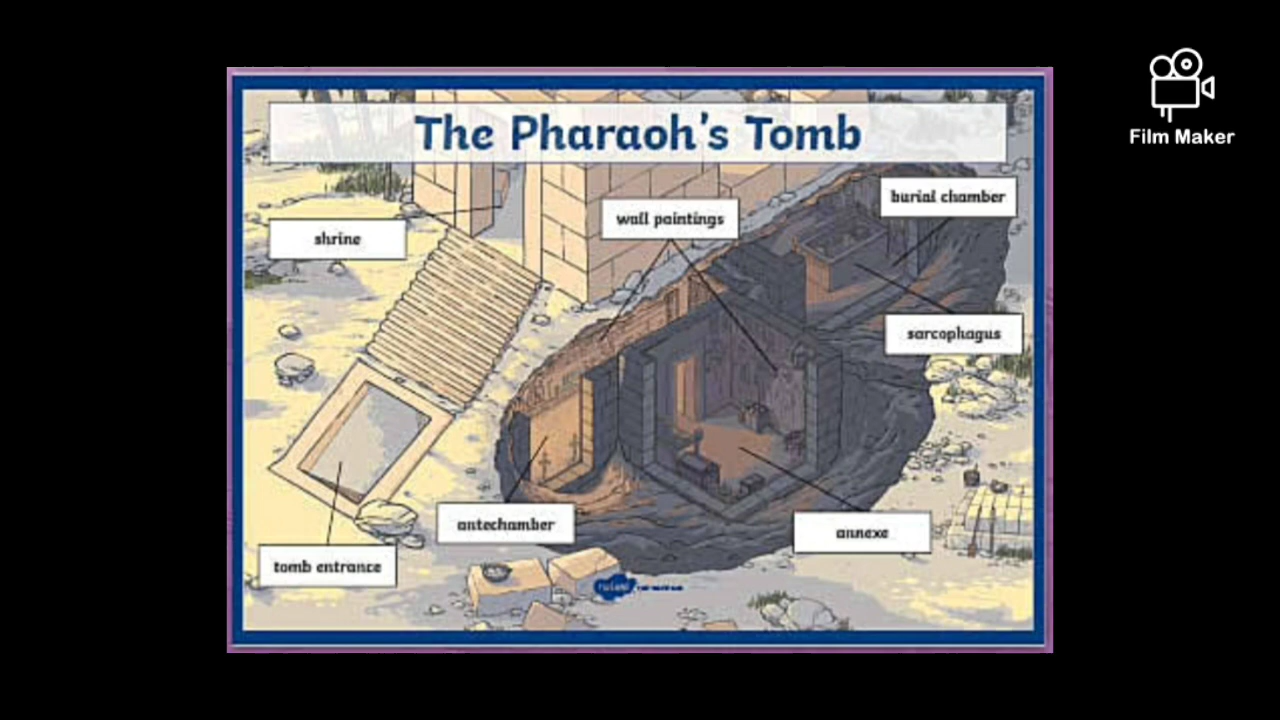 The Pharaoh's Tomb
Film Maker
burial chamber
wall paintings
shrine
sarcophagus
antechamber
annexe
tomb entrance